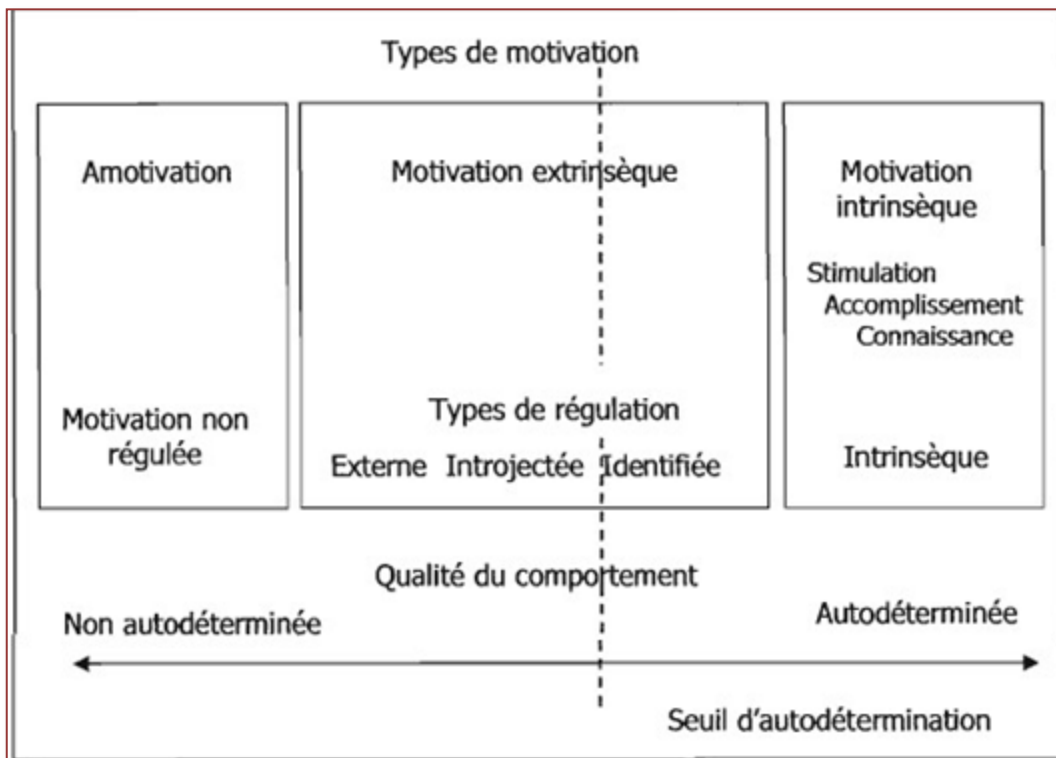 Types de motivation
Amotivation
Motivation non
régulée
Motivation extrinsèque
Types de régulation
Externe Introjectée Identifiée
Motivation
intrinsèque
Stimulation
Accomplissement
Connaissance
Intrinsèque
Qualité du comportement
Non autodéterminée
Autodéterminée
Seuil d'autodétermination